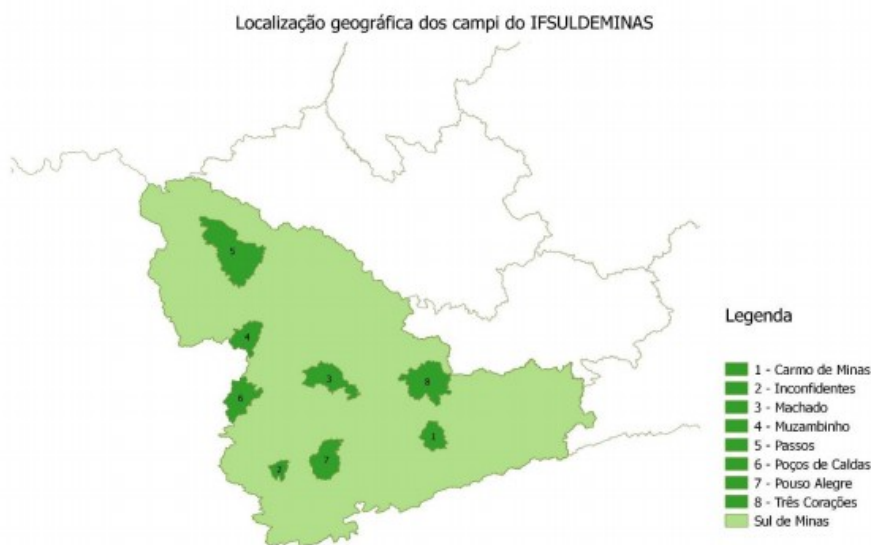 Localização geográfica dos campi do IFSULDEMINAS
5
4
3
8
6
1
2
7
Legenda
1 - Carmo de Minas
2 - Inconfidentes
3 - Machado
4 - Muzambinho
5 - Passos
6 - Poços de Caldas
7 - Pouso Alegre
8 - Três Corações
Sul de Minas